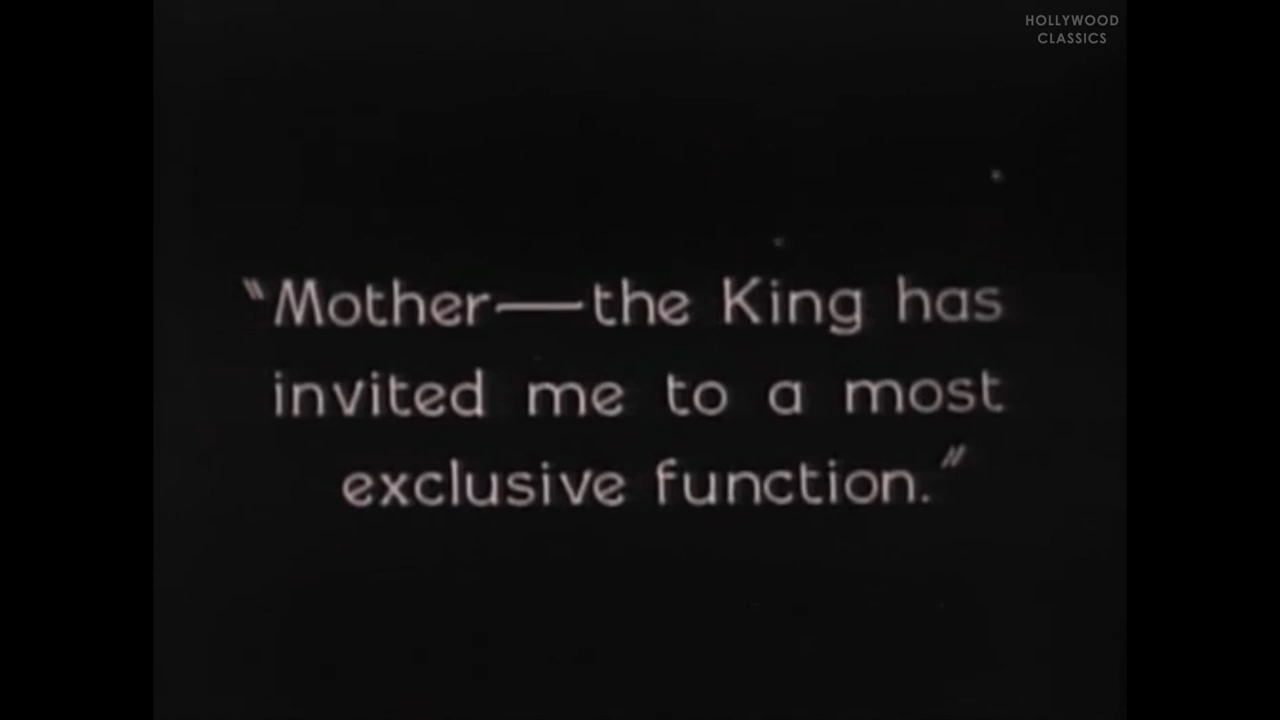 HOLLYWOOD
CLASSICS
"Mother—the King has
invited me to a most
exclusive function."